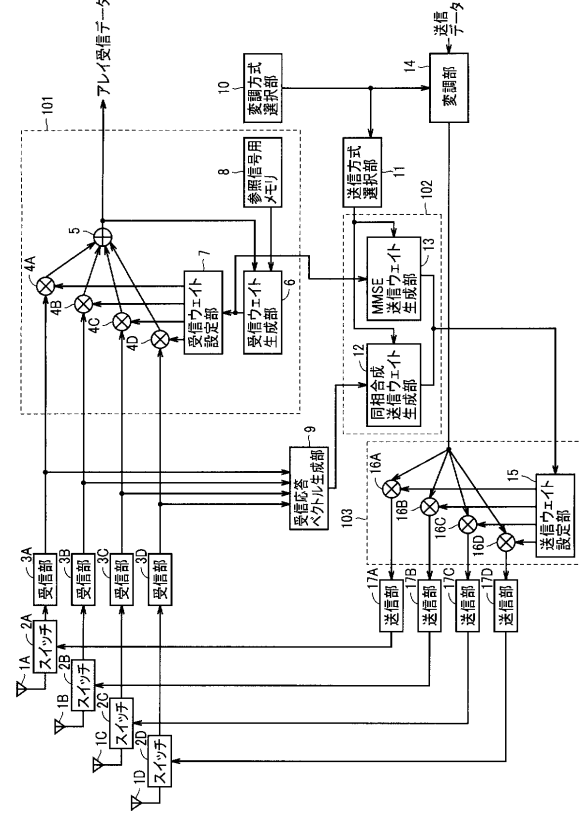 1A
2A
スイッチ
3A
受信部
1B
2B
スイッチ
3B
受信部
1C
2C
スイッチ
3C
受信部
1D
2D
スイッチ
3D
受信部
4A
4B
4C
4D
5
アレイ受信データ
101
7
受信ウェイト
設定部
6
受信ウェイト
生成部
8
参照信号用
メモリ
9
受信応答
ベクトル生成部
10
変調方式
選択部
11
送信方式
選択部
102
12
同相合成
送信ウェイト
生成部
13
MMSE
送信ウェイト
生成部
14
変調部
送信
データ
103
16A
16B
16C
16D
15
送信ウェイト
設定部
17A
送信部
17B
送信部
17C
送信部
17D
送信部